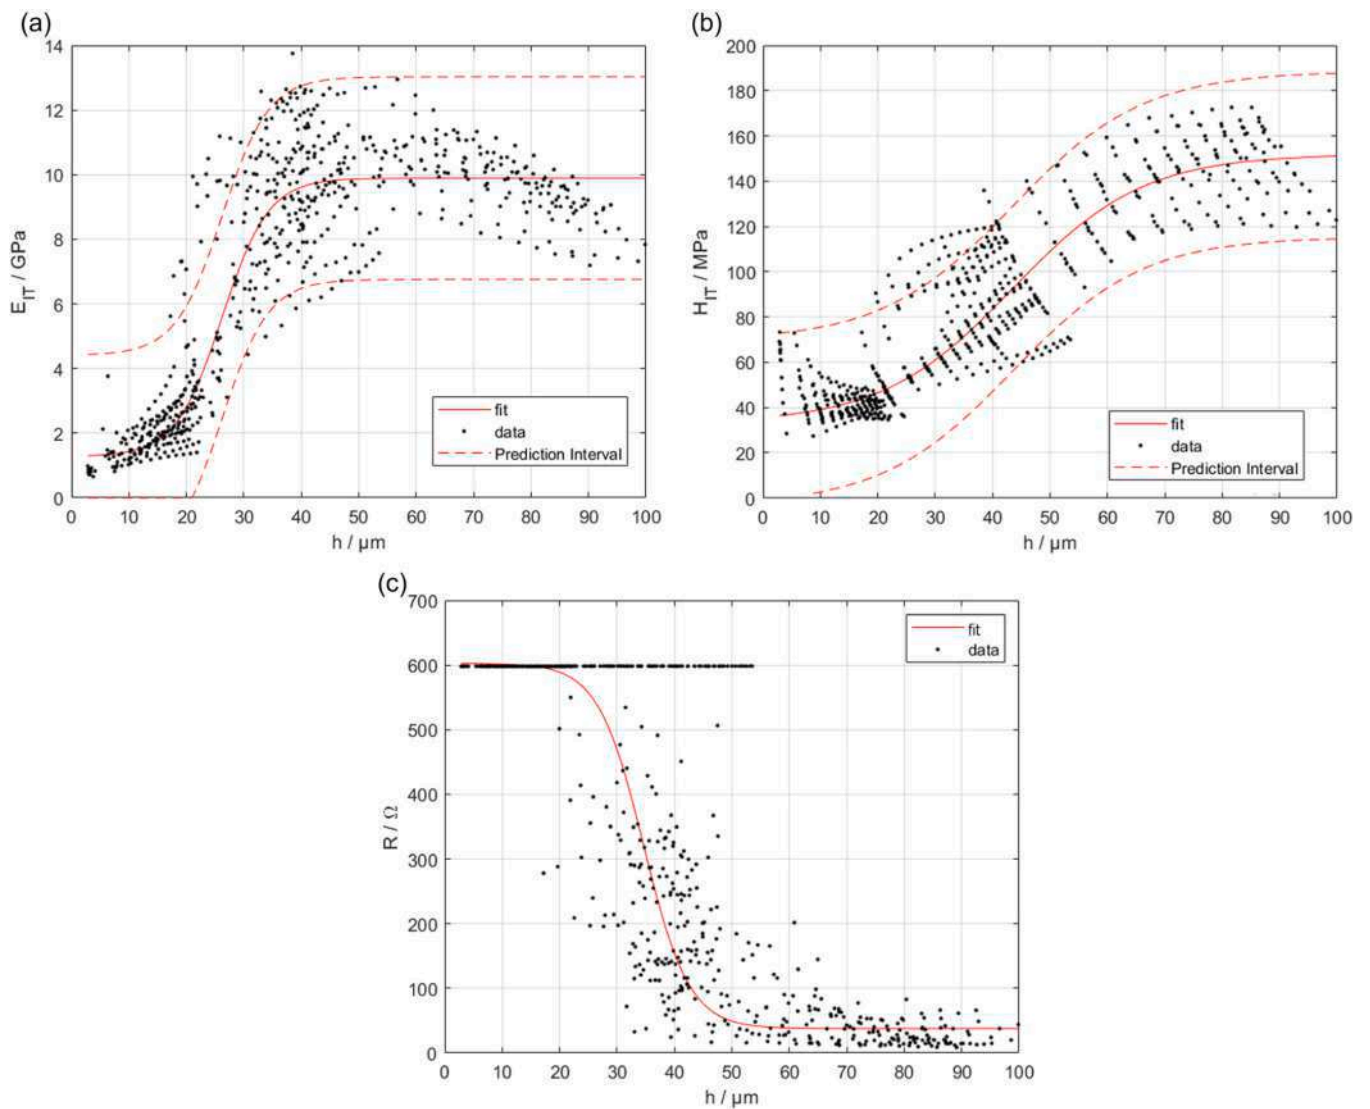 (a)
14
12
10
8
6
4
2
0
E_IT / GPa
fit
data
Prediction Interval
0 10 20 30 40 50 60 70 80 90 100
h / µm
(b)
200
180
160
140
120
100
80
60
40
20
0
H_IT / MPa
fit
data
Prediction Interval
0 10 20 30 40 50 60 70 80 90 100
h / µm
(c)
700
600
500
400
300
200
100
0
R / Ω
fit
data
0 10 20 30 40 50 60 70 80 90 100
h / µm